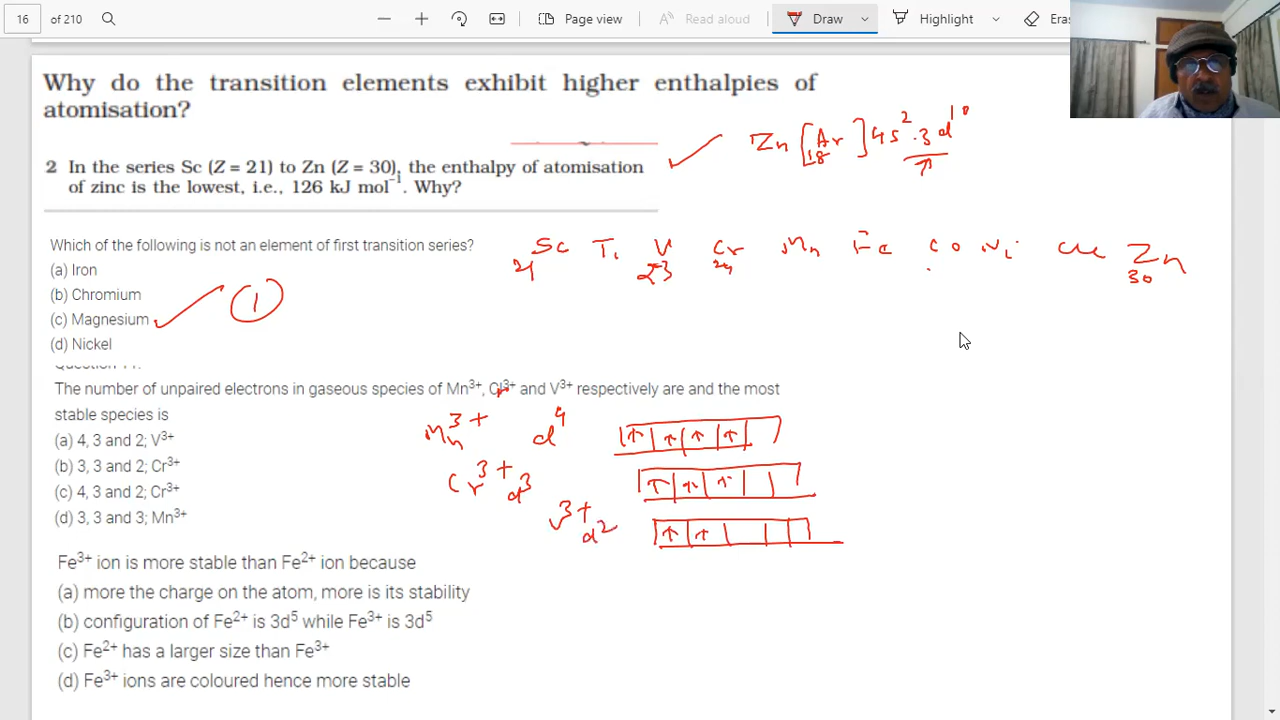 16 of 210 Page view Read aloud Draw Highlight Eras
Why do the transition elements exhibit higher enthalpies of
atomisation?
Zn [Ar]₁₈ 4s² · 3d¹⁰
2 In the series Sc (Z = 21) to Zn (Z = 30), the enthalpy of atomisation
of zinc is the lowest, i.e., 126 kJ mol⁻¹. Why?
Which of the following is not an element of first transition series?
Sc Ti V Cr Mn Fe Co Ni Cu Zn
21 23 24 30
(a) Iron
(b) Chromium
(c) Magnesium
1
(d) Nickel
The number of unpaired electrons in gaseous species of Mn³⁺, Cr³⁺ and V³⁺ respectively are and the most
stable species is
Mn³⁺ d⁴ ↑ ↑ ↑ ↑
(a) 4, 3 and 2; V³⁺
(b) 3, 3 and 2; Cr³⁺
Cr³⁺ d³ ↑ ↑ ↑
(c) 4, 3 and 2; Cr³⁺
(d) 3, 3 and 3; Mn³⁺
V³⁺ d² ↑ ↑
Fe³⁺ ion is more stable than Fe²⁺ ion because
(a) more the charge on the atom, more is its stability
(b) configuration of Fe²⁺ is 3d⁵ while Fe³⁺ is 3d⁵
(c) Fe²⁺ has a larger size than Fe³⁺
(d) Fe³⁺ ions are coloured hence more stable